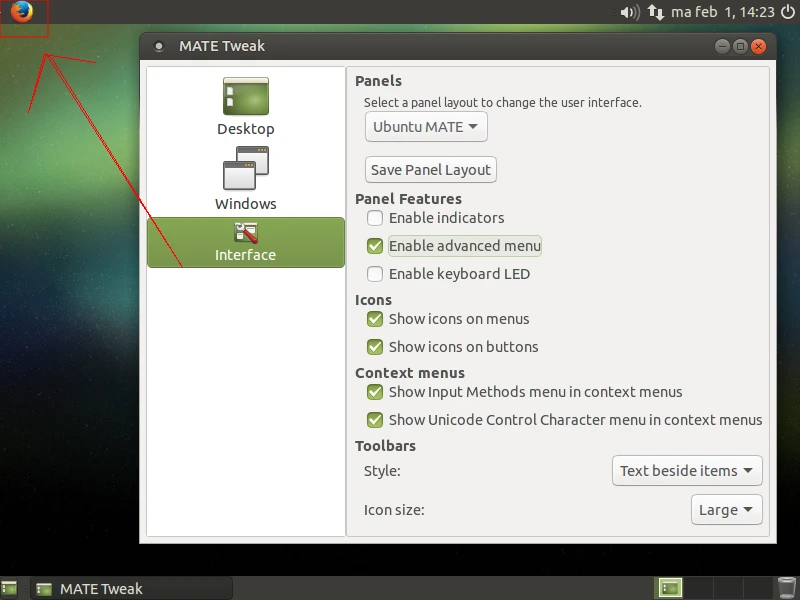 ma feb 1, 14:23
MATE Tweak
Desktop
Windows
Interface
Panels
Select a panel layout to change the user interface.
Ubuntu MATE
Save Panel Layout
Panel Features
Enable indicators
Enable advanced menu
Enable keyboard LED
Icons
Show icons on menus
Show icons on buttons
Context menus
Show Input Methods menu in context menus
Show Unicode Control Character menu in context menus
Toolbars
Style:
Text beside items
Icon size:
Large
MATE Tweak